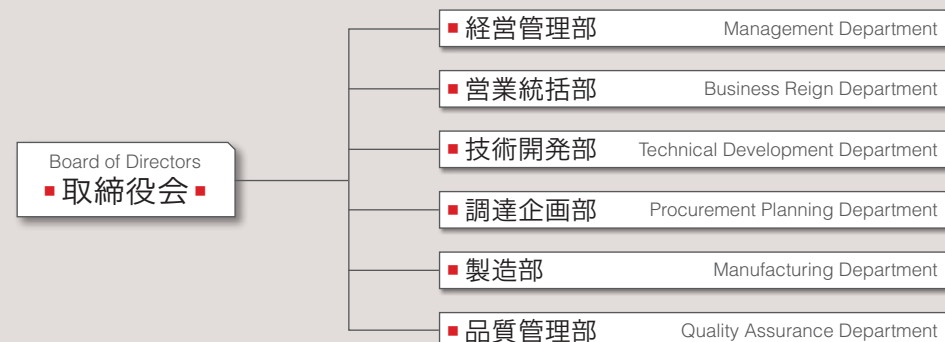 Board of Directors
取締役会
経営管理部 Management Department
営業統括部 Business Reign Department
技術開発部 Technical Development Department
調達企画部 Procurement Planning Department
製造部 Manufacturing Department
品質管理部 Quality Assurance Department